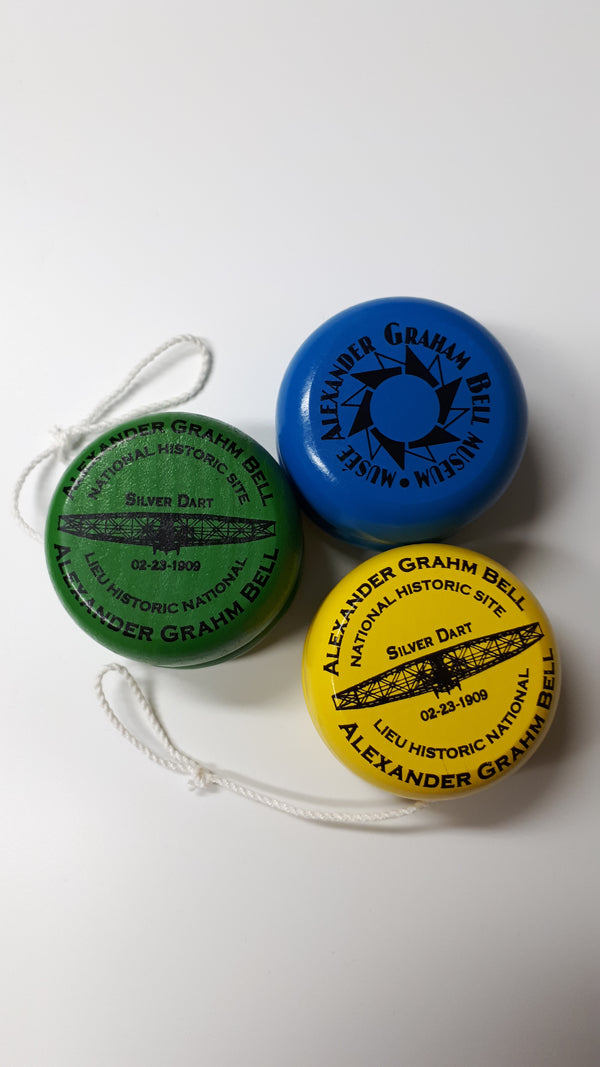 ALEXANDER GRAHAM BELL MUSEUM • MUSÉE
ALEXANDER GRAHM BELL
NATIONAL HISTORIC SITE
SILVER DART
02-23-1909
LIEU HISTORIC NATIONAL
ALEXANDER GRAHM BELL
ALEXANDER GRAHM BELL
NATIONAL HISTORIC SITE
SILVER DART
02-23-1909
LIEU HISTORIC NATIONAL
ALEXANDER GRAHM BELL